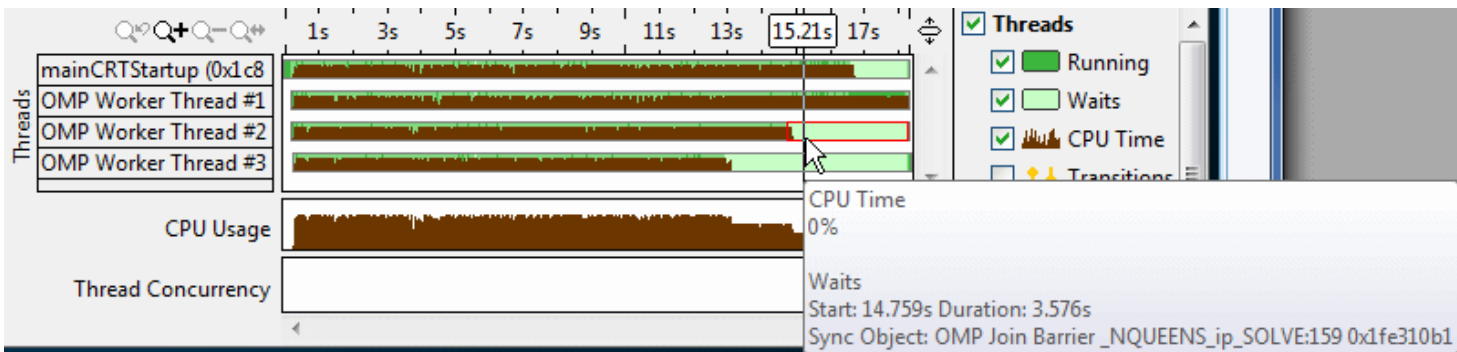 1s 3s 5s 7s 9s 11s 13s 15.21s 17s
Threads
mainCRTStartup (0x1c8
OMP Worker Thread #1
OMP Worker Thread #2
OMP Worker Thread #3
CPU Usage
Thread Concurrency
Threads
Running
Waits
CPU Time
Transitions
CPU Time
0%
Waits
Start: 14.759s Duration: 3.576s
Sync Object: OMP Join Barrier _NQUEENS_ip_SOLVE:159 0x1fe310b1